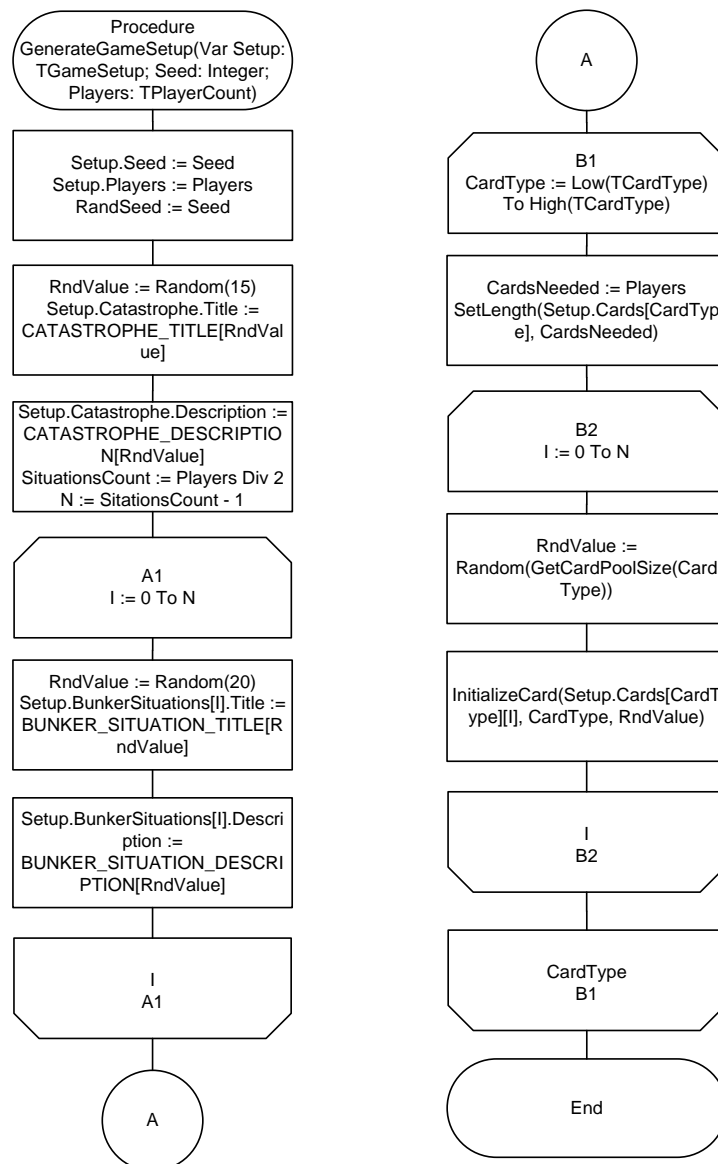 Procedure
GenerateGameSetup(Var Setup:
TGameSetup; Seed: Integer;
Players: TPlayerCount)
Setup.Seed := Seed
Setup.Players := Players
RandSeed := Seed
RndValue := Random(15)
Setup.Catastrophe.Title :=
CATASTROPHE_TITLE[RndVal
ue]
Setup.Catastrophe.Description :=
CATASTROPHE_DESCRIPTIO
N[RndValue]
SituationsCount := Players Div 2
N := SitationsCount - 1
A1
I := 0 To N
RndValue := Random(20)
Setup.BunkerSituations[I].Title :=
BUNKER_SITUATION_TITLE[R
ndValue]
Setup.BunkerSituations[I].Descri
ption :=
BUNKER_SITUATION_DESCRI
PTION[RndValue]
I
A1
A
A
B1
CardType := Low(TCardType)
To High(TCardType)
CardsNeeded := Players
SetLength(Setup.Cards[CardTyp
e], CardsNeeded)
B2
I := 0 To N
RndValue :=
Random(GetCardPoolSize(Card
Type))
InitializeCard(Setup.Cards[CardT
ype][I], CardType, RndValue)
I
B2
CardType
B1
End